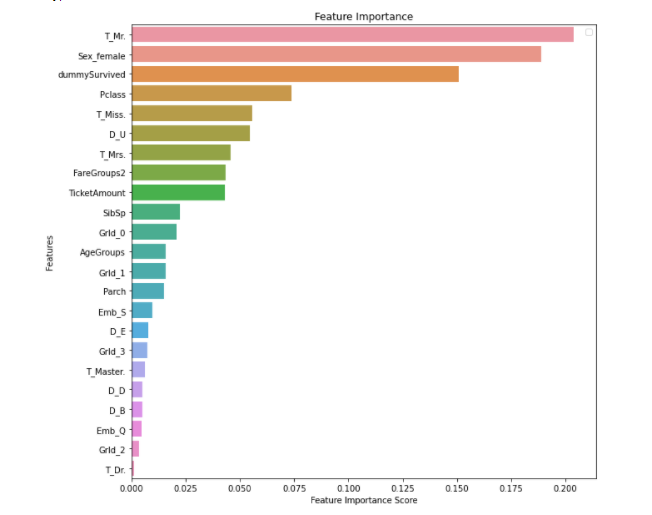 Feature Importance
T_Mr.
Sex_female
dummySurvived
Pclass
T_Miss.
D_U
T_Mrs.
FareGroups2
TicketAmount
SibSp
GrId_0
AgeGroups
GrId_1
Parch
Emb_S
D_E
GrId_3
T_Master.
D_D
D_B
Emb_Q
GrId_2
T_Dr.
Features
0.000 0.025 0.050 0.075 0.100 0.125 0.150 0.175 0.200
Feature Importance Score